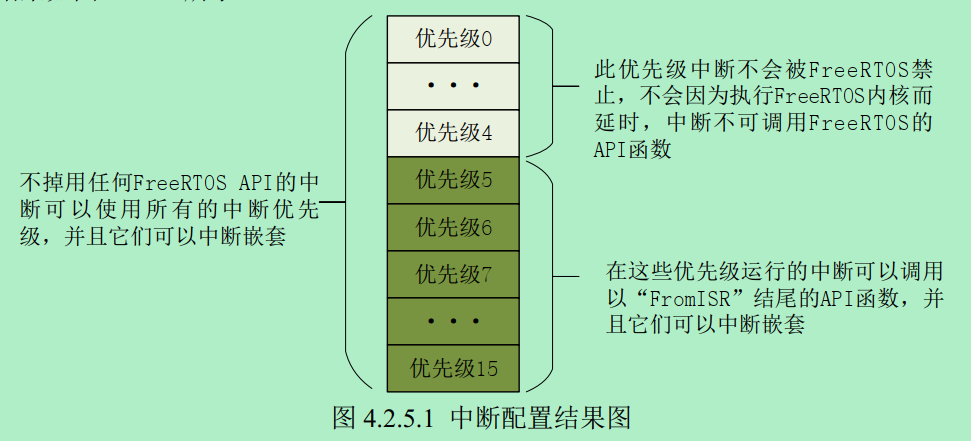 优先级0
···
优先级4
优先级5
优先级6
优先级7
···
优先级15
此优先级中断不会被FreeRTOS禁
止，不会因为执行FreeRTOS内核而
延时，中断不可调用FreeRTOS的
API函数
不掉用任何FreeRTOS API的中
断可以使用所有的中断优先
级，并且它们可以中断嵌套
在这些优先级运行的中断可以调用
以“FromISR”结尾的API函数，并
且它们可以中断嵌套
图 4.2.5.1 中断配置结果图